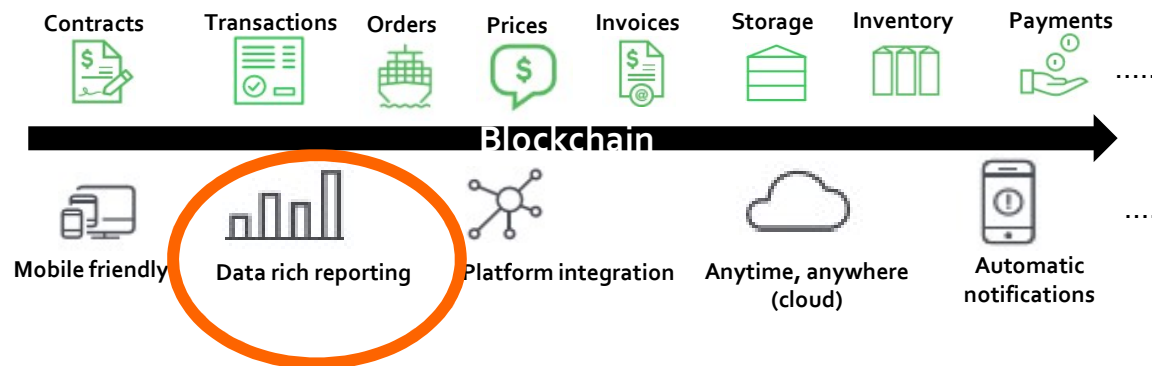 Contracts Transactions Orders Prices Invoices Storage Inventory Payments
$ $ $
@
.....
Blockchain
....
Mobile friendly Data rich reporting Platform integration Anytime, anywhere (cloud) Automatic notifications